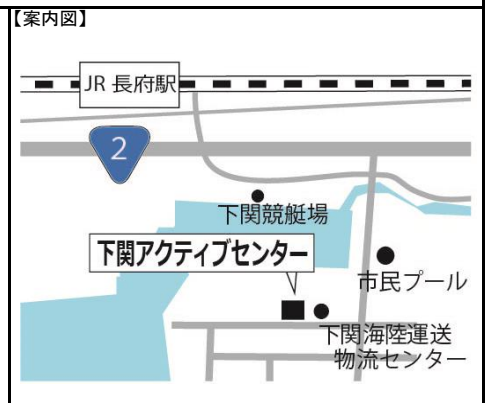 【案内図】
JR 長府駅
2
下関競艇場
下関アクティブセンター
市民プール
下関海陸運送
物流センター